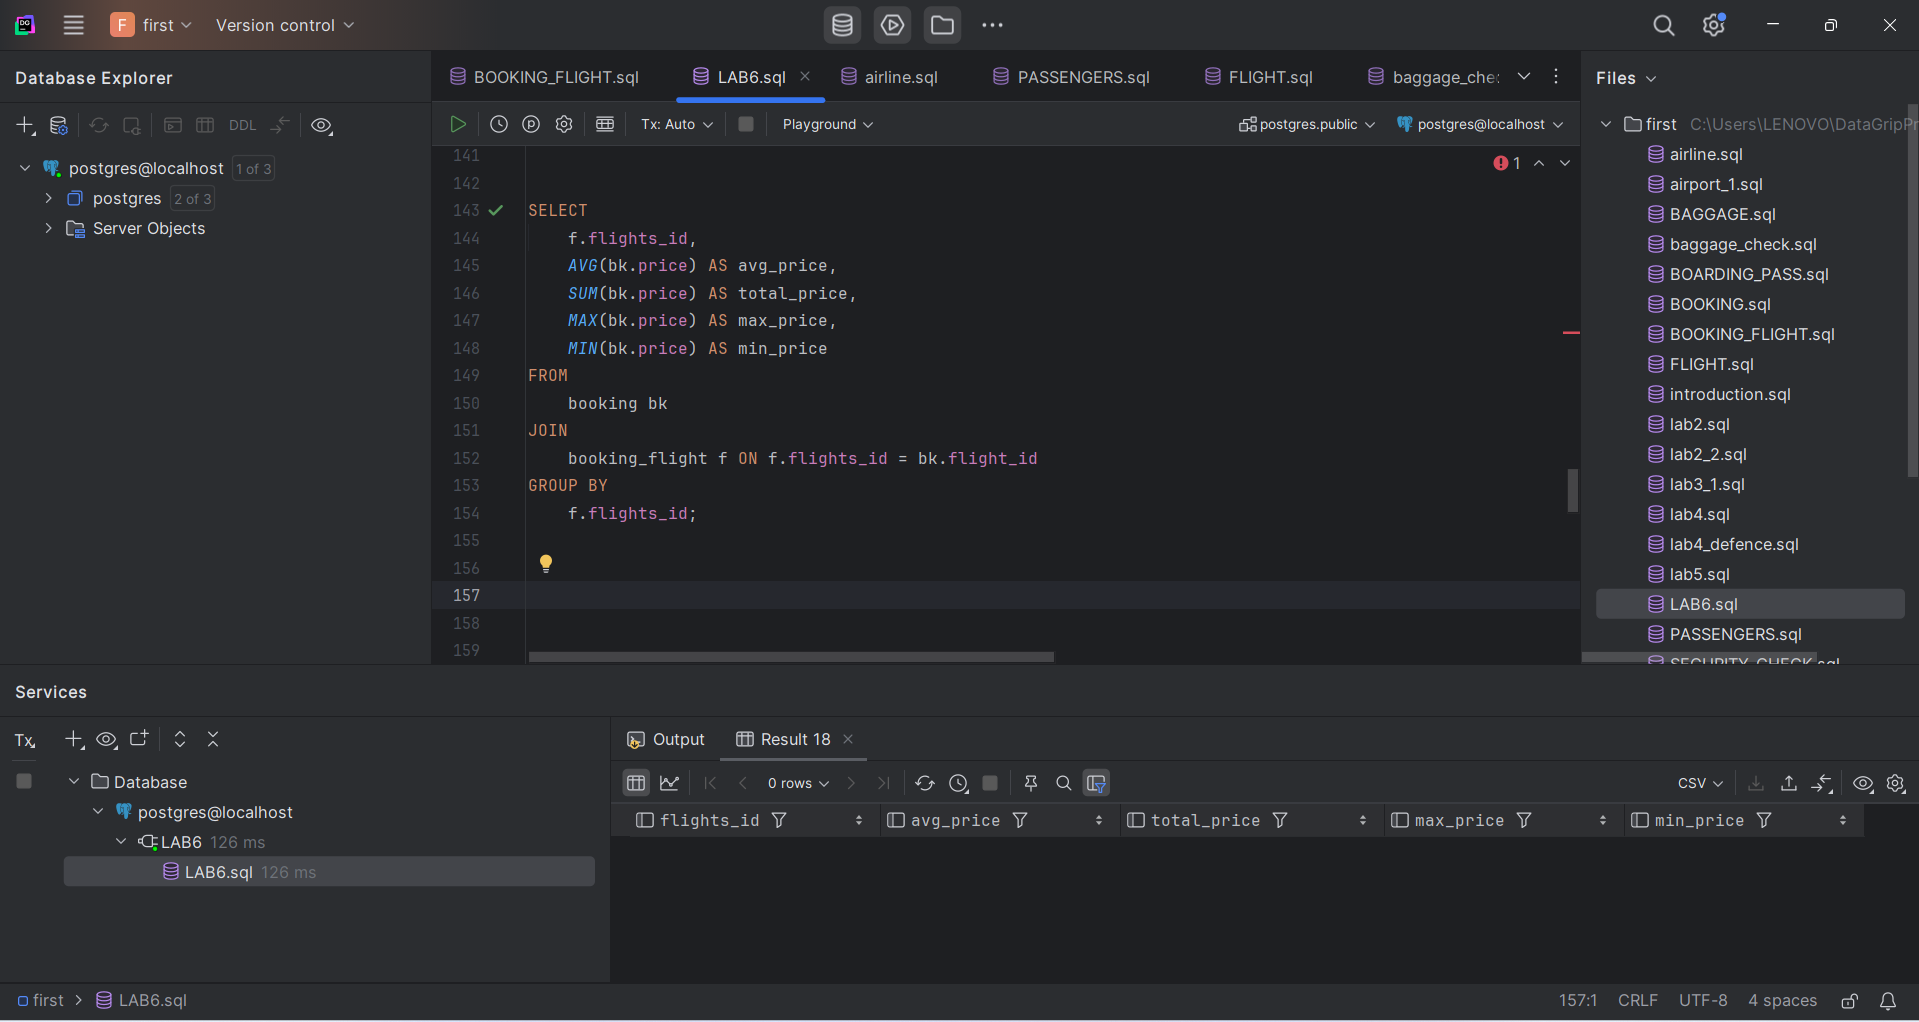 F first Version control
Database Explorer
DDL
postgres@localhost 1 of 3
postgres 2 of 3
Server Objects
BOOKING_FLIGHT.sql LAB6.sql airline.sql PASSENGERS.sql FLIGHT.sql baggage_che
Tx: Auto Playground postgres.public postgres@localhost
1
141
142
143 SELECT
144 f.flights_id,
145 AVG(bk.price) AS avg_price,
146 SUM(bk.price) AS total_price,
147 MAX(bk.price) AS max_price,
148 MIN(bk.price) AS min_price
149 FROM
150 booking bk
151 JOIN
152 booking_flight f ON f.flights_id = bk.flight_id
153 GROUP BY
154 f.flights_id;
155
156
157
158
159
Files
first C:\Users\LENOVO\DataGripPr
airline.sql
airport_1.sql
BAGGAGE.sql
baggage_check.sql
BOARDING_PASS.sql
BOOKING.sql
BOOKING_FLIGHT.sql
FLIGHT.sql
introduction.sql
lab2.sql
lab2_2.sql
lab3_1.sql
lab4.sql
lab4_defence.sql
lab5.sql
LAB6.sql
PASSENGERS.sql
SECURITY_CHECK.sql
Services
Tx
Database
postgres@localhost
LAB6 126 ms
LAB6.sql 126 ms
Output Result 18
0 rows CSV
flights_id avg_price total_price max_price min_price
first > LAB6.sql
157:1 CRLF UTF-8 4 spaces